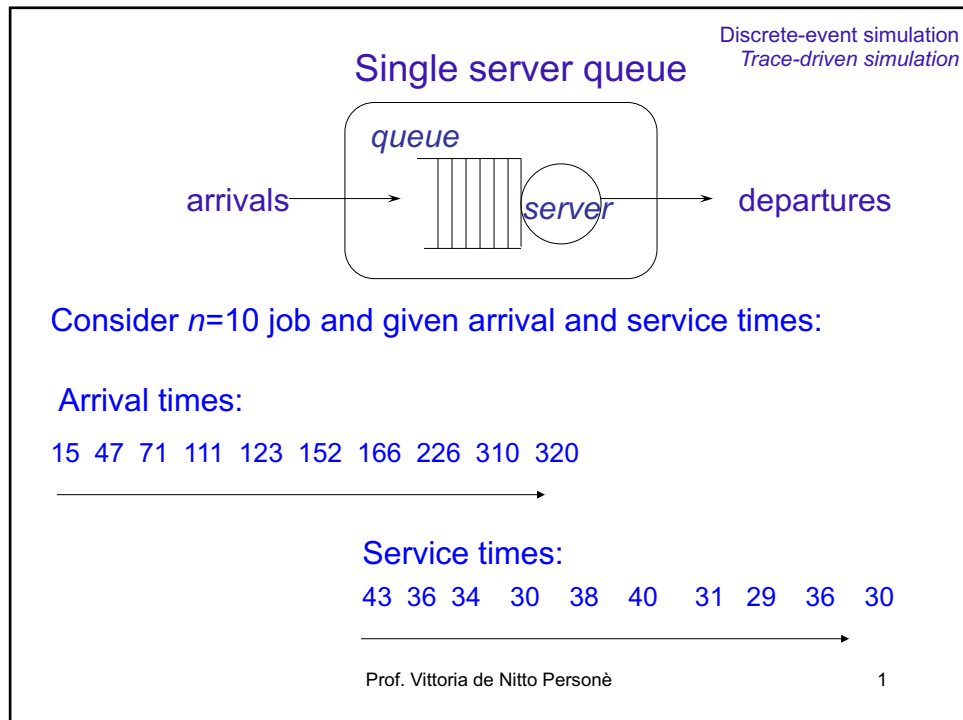 Discrete-event simulation
Trace-driven simulation
Single server queue
queue
arrivals
server
departures
Consider n=10 job and given arrival and service times:
Arrival times:
15 47 71 111 123 152 166 226 310 320
Service times:
43 36 34 30 38 40 31 29 36 30
Prof. Vittoria de Nitto Personè 1